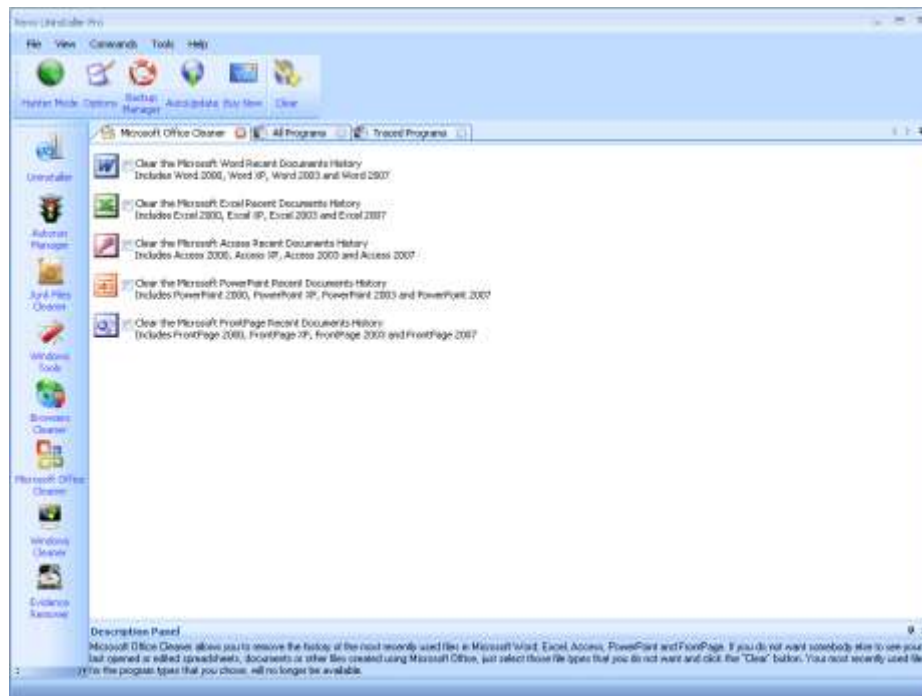 Revo Uninstaller Pro
File View Commands Tools Help
Hunter Mode Options Backup Manager AutoUpdate Buy Now Clear
Microsoft Office Cleaner All Programs Traced Programs
Uninstaller
Autorun Manager
Junk Files Cleaner
Windows Tools
Browsers Cleaner
Microsoft Office Cleaner
Windows Cleaner
Evidence Remover
Clear the Microsoft Word Recent Documents History
Includes Word 2000, Word XP, Word 2003 and Word 2007
Clear the Microsoft Excel Recent Documents History
Includes Excel 2000, Excel XP, Excel 2003 and Excel 2007
Clear the Microsoft Access Recent Documents History
Includes Access 2000, Access XP, Access 2003 and Access 2007
Clear the Microsoft PowerPoint Recent Documents History
Includes PowerPoint 2000, PowerPoint XP, PowerPoint 2003 and PowerPoint 2007
Clear the Microsoft FrontPage Recent Documents History
Includes FrontPage 2000, FrontPage XP, FrontPage 2003 and FrontPage 2007
Description Panel
Microsoft Office Cleaner allows you to remove the history of the most recently used files in Microsoft Word, Excel, Access, PowerPoint and FrontPage. If you do not want somebody else to see your
last opened or edited spreadsheets, documents or other files created using Microsoft Office, just select those file types that you do not want and click the "Clear" button. Your most recently used file
for the program types that you chose, will no longer be available.